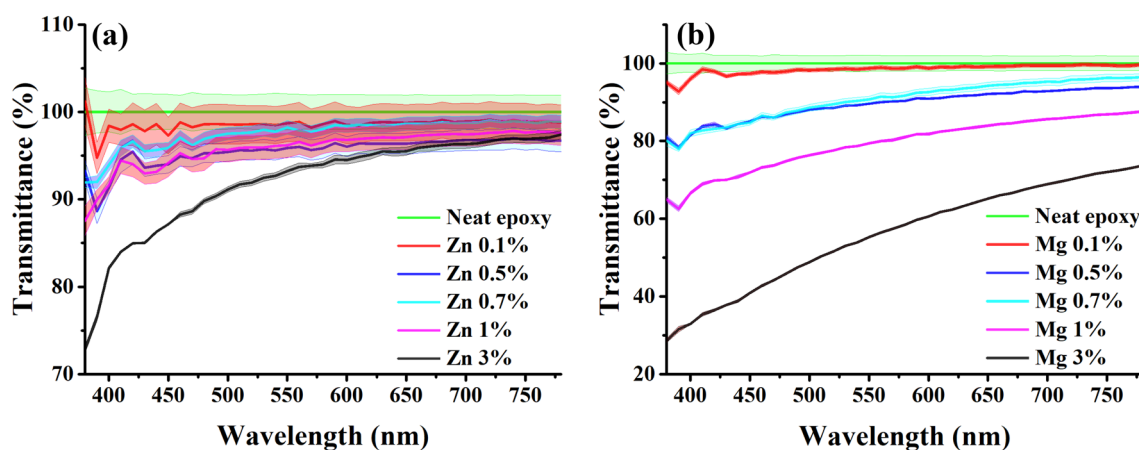 (a)
Transmittance (%)
110
100
90
80
70
400
450
500
550
600
650
700
750
Wavelength (nm)
Neat epoxy
Zn 0.1%
Zn 0.5%
Zn 0.7%
Zn 1%
Zn 3%
(b)
Transmittance (%)
100
80
60
40
20
400
450
500
550
600
650
700
750
Wavelength (nm)
Neat epoxy
Mg 0.1%
Mg 0.5%
Mg 0.7%
Mg 1%
Mg 3%